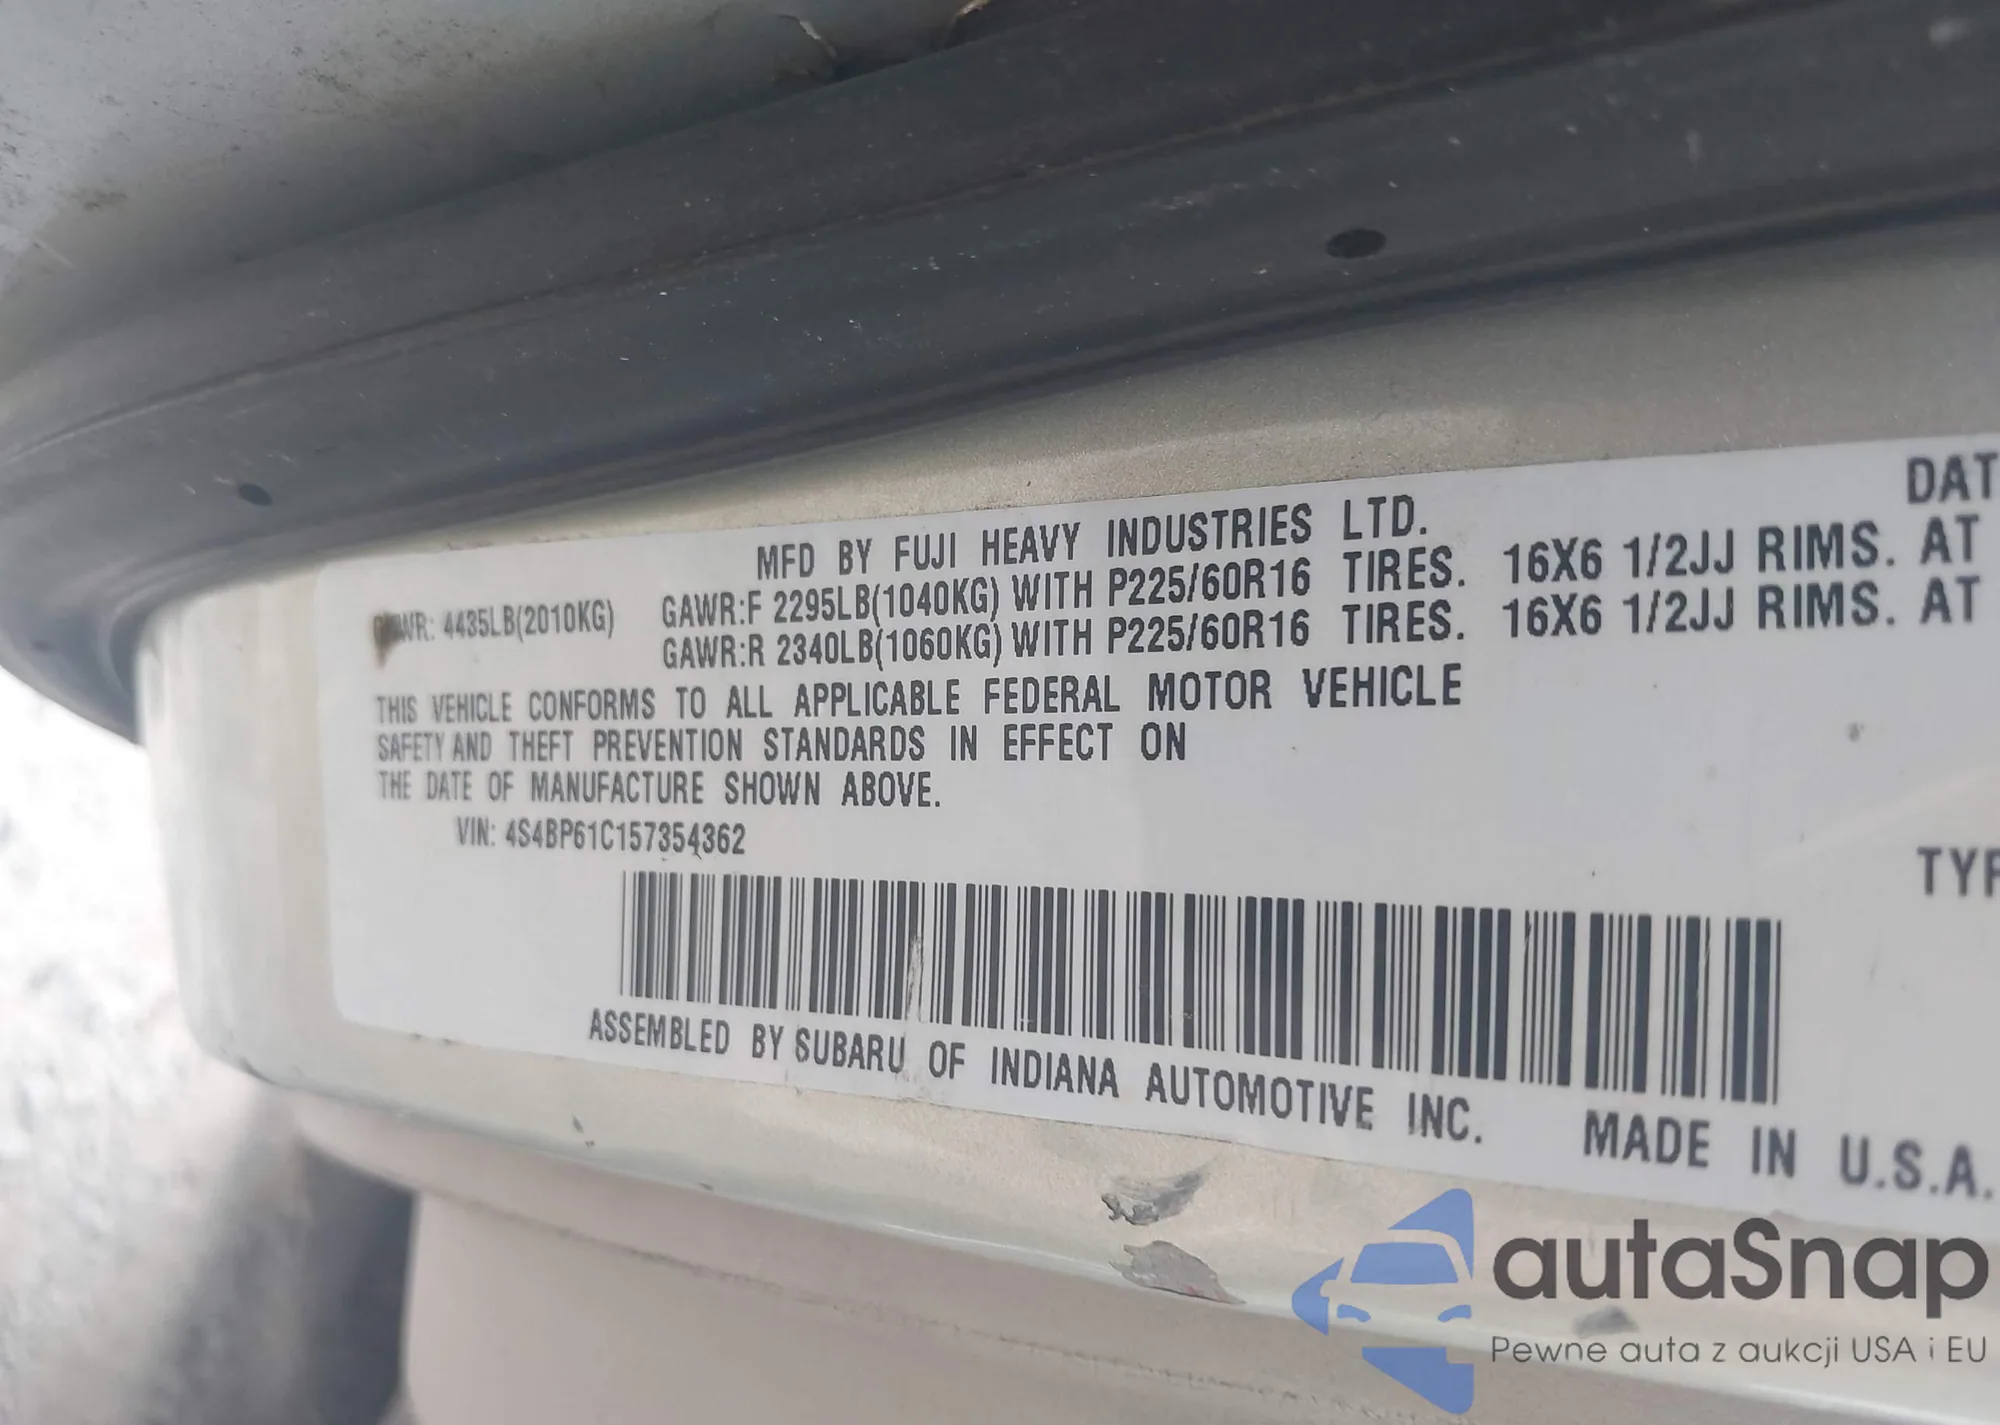 MFD BY FUJI HEAVY INDUSTRIES LTD. DAT
GVWR: 4435LB(2010KG) GAWR:F 2295LB(1040KG) WITH P225/60R16 TIRES. 16X6 1/2JJ RIMS. AT
GAWR:R 2340LB(1060KG) WITH P225/60R16 TIRES. 16X6 1/2JJ RIMS. AT
THIS VEHICLE CONFORMS TO ALL APPLICABLE FEDERAL MOTOR VEHICLE
SAFETY AND THEFT PREVENTION STANDARDS IN EFFECT ON
THE DATE OF MANUFACTURE SHOWN ABOVE.
VIN: 4S4BP61C157354362
TYP
ASSEMBLED BY SUBARU OF INDIANA AUTOMOTIVE INC. MADE IN U.S.A.
autaSnap
Pewne auta z aukcji USA i EU